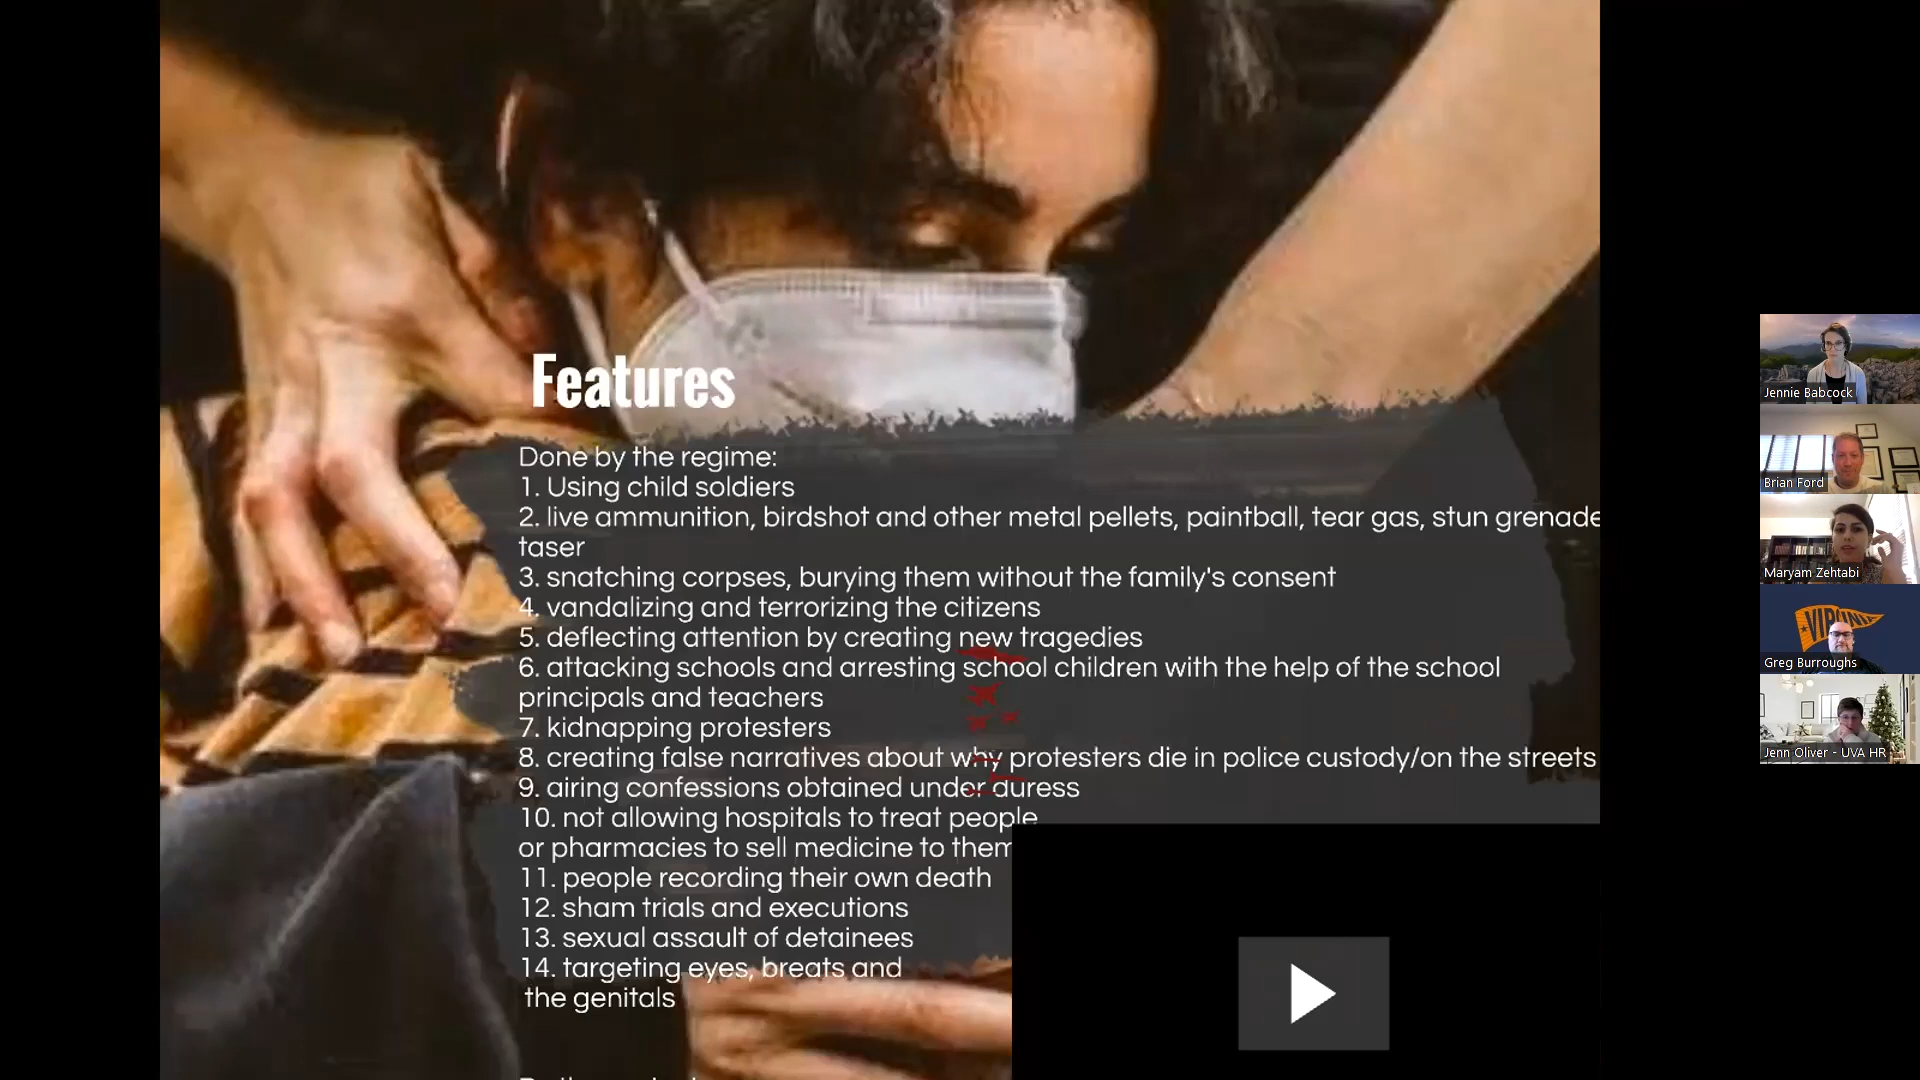 Features
Done by the regime:
1. Using child soldiers
2. live ammunition, birdshot and other metal pellets, paintball, tear gas, stun grenade
taser
3. snatching corpses, burying them without the family's consent
4. vandalizing and terrorizing the citizens
5. deflecting attention by creating new tragedies
6. attacking schools and arresting school children with the help of the school
principals and teachers
7. kidnapping protesters
8. creating false narratives about why protesters die in police custody/on the streets
9. airing confessions obtained under duress
10. not allowing hospitals to treat people
or pharmacies to sell medicine to them
11. people recording their own death
12. sham trials and executions
13. sexual assault of detainees
14. targeting eyes, breats and
the genitals
Jennie Babcock
Brian Ford
Maryam Zehtabi
Greg Burroughs
Jenn Oliver - UVA HR